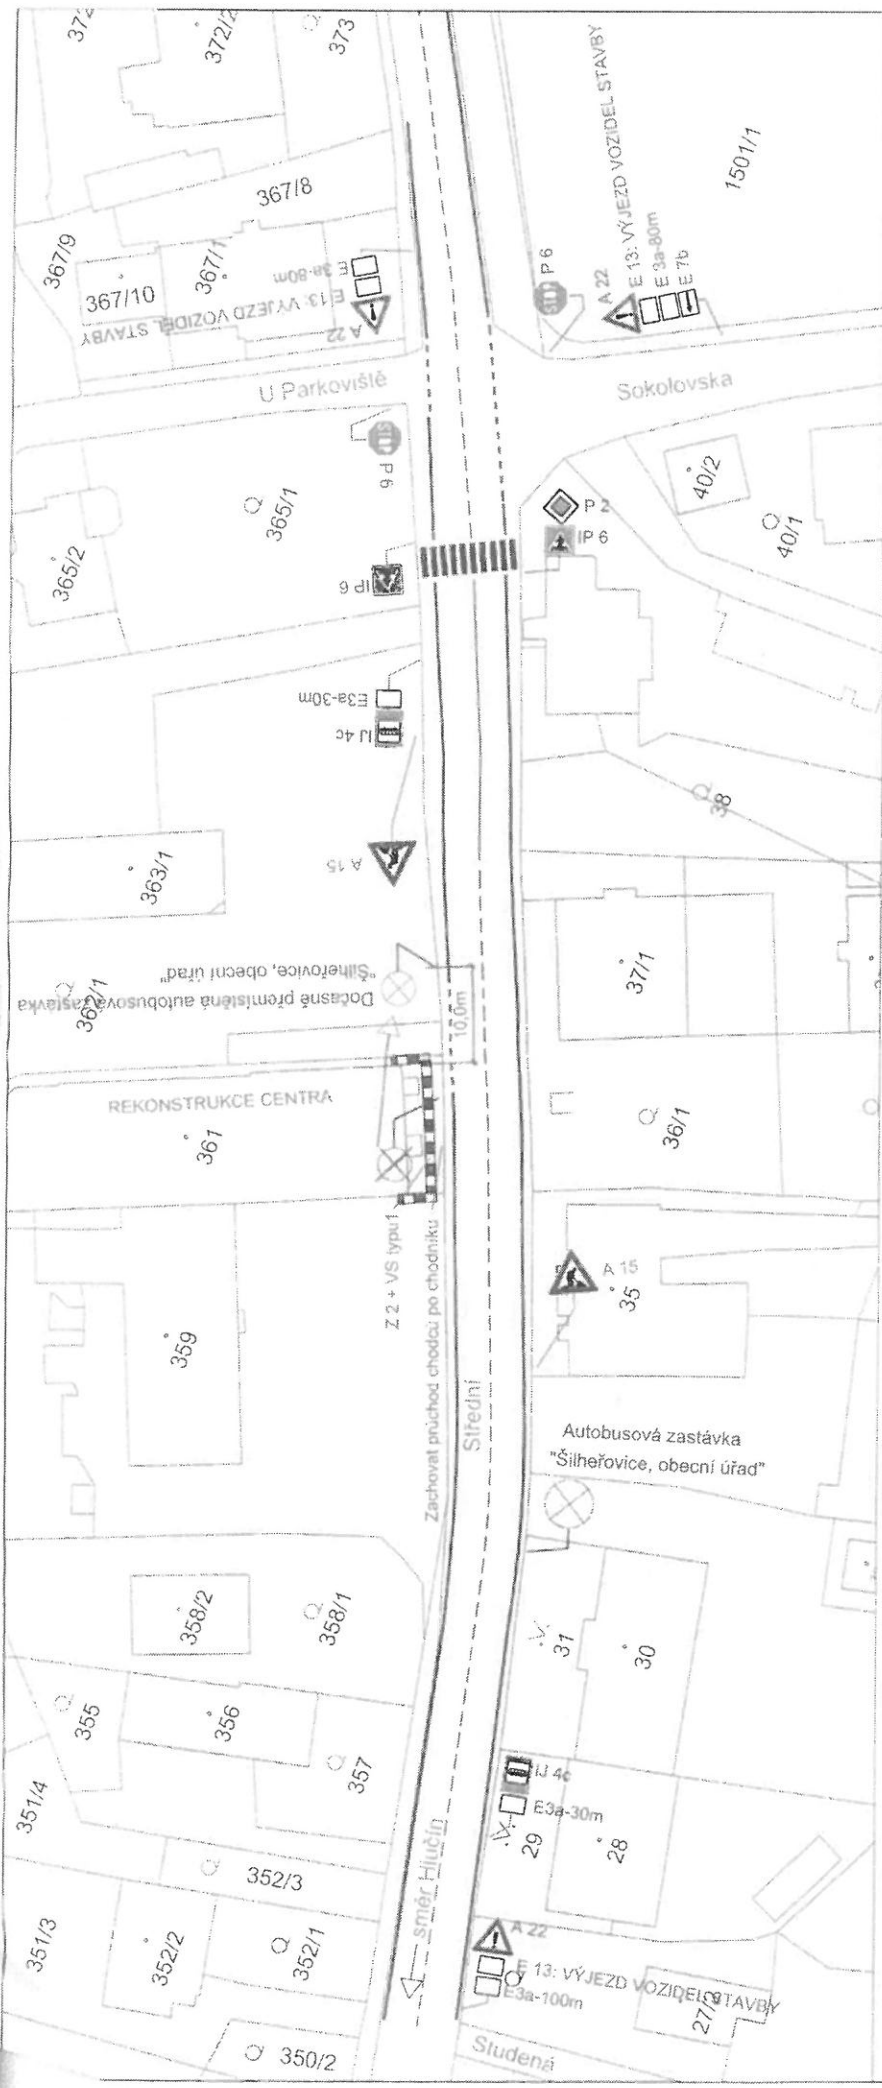 372/2
373
367/9
367/8
367/10
367/1
E 3a-80m
E 13: VÝJEZD VOZIDEL STAVBY
A 22
U Parkoviště
STOP
P 6
A 22
E 13: VÝJEZD VOZIDEL STAVBY
E 3a-80m
E 7b
1501/1
Sokolovska
P 6
365/1
365/2
IP 6
P 2
IP 6
40/2
40/1
E3a-30m
IJ 4c
A 15
38
363/1
362/1
Dočasně přemístěná autobusová zastávka
"Šilheřovice, obecní úřad"
10,0m
37/1
REKONSTRUKCE CENTRA
361
36/1
Z 2 + VS typu1
Zachovat průchod chodců po chodníku
A 15
35
359
Střední
Autobusová zastávka
"Šilheřovice, obecní úřad"
358/2
358/1
31
30
355
356
357
IJ 4c
E3a-30m
29
28
351/4
352/3
směr Hlučín
351/3
352/2
352/1
A 22
E 13: VÝJEZD VOZIDEL STAVBY
E3a-100m
27/3
350/2
Studená